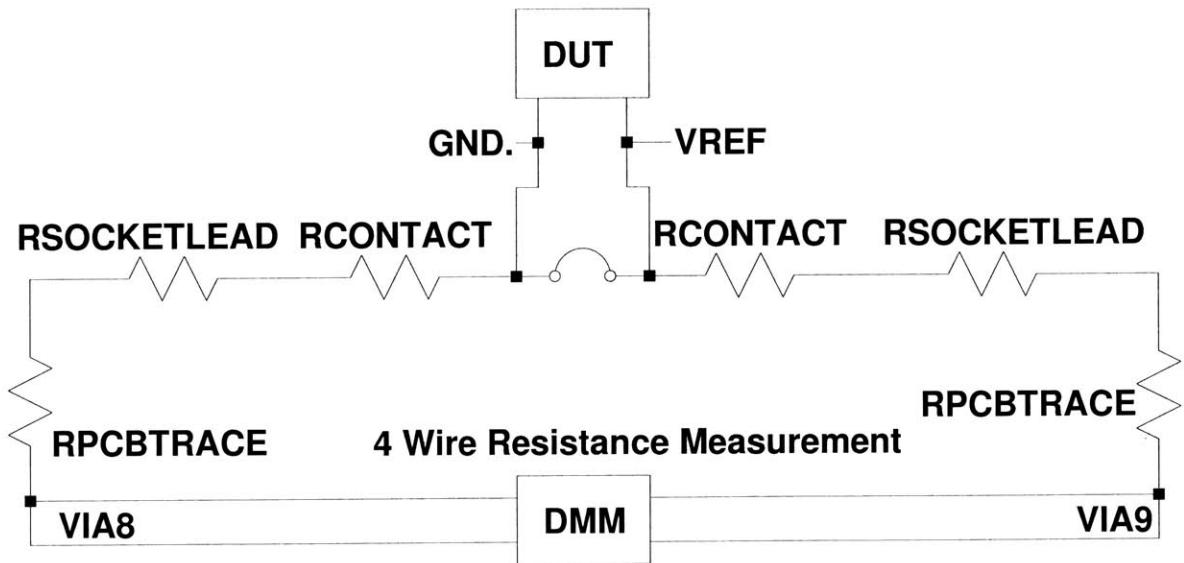 DUT
GND.
VREF
RSOCKETLEAD
RCONTACT
RCONTACT
RSOCKETLEAD
RPCBTRACE
RPCBTRACE
4 Wire Resistance Measurement
VIA8
DMM
VIA9